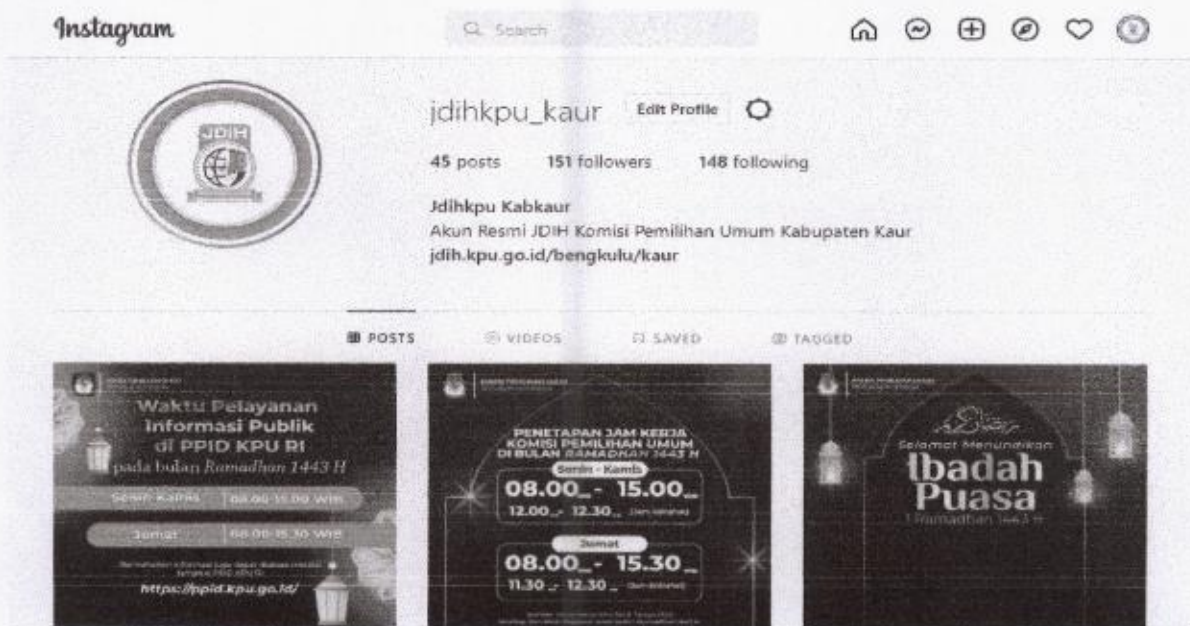 Instagram
Search
jdihkpu_kaur Edit Profile
45 posts 151 followers 148 following
Jdihkpu Kabkaur
Akun Resmi JDIH Komisi Pemilihan Umum Kabupaten Kaur
jdih.kpu.go.id/bengkulu/kaur
JDIH
POSTS VIDEOS SAVED TAGGED
Waktu Pelayanan
Informasi Publik
di PPID KPU RI
pada bulan Ramadhan 1443 H
Senin-Kamis 08.00-15.00 WIB
Jumat 08.00-15.30 WIB
https://ppid.kpu.go.id/
PENETAPAN JAM KERJA
KOMISI PEMILIHAN UMUM
DI BULAN RAMADHAN 1443 H
Senin - Kamis
08.00 - 15.00
12.00 - 12.30
Jumat
08.00 - 15.30
11.30 - 12.30
Selamat Menunaikan
Ibadah
Puasa
1 Ramadhan 1443 H